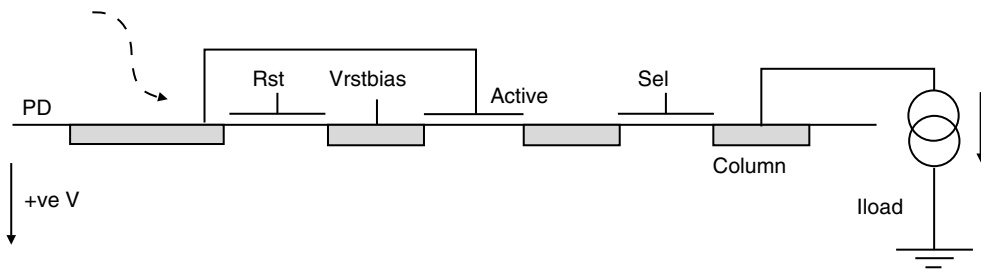 Rst
Vrstbias
Sel
PD
Active
Column
+ve V
Iload